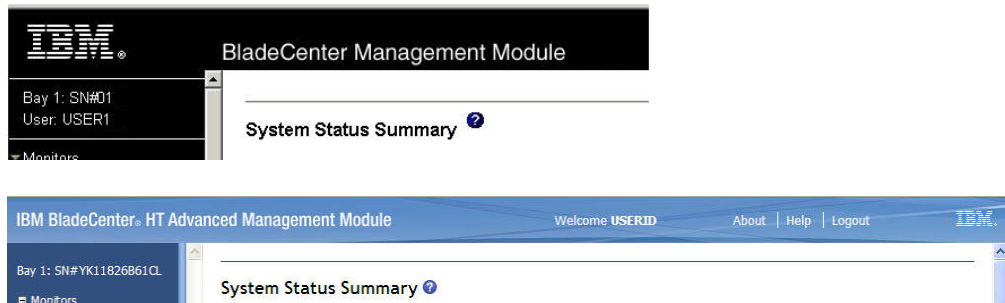 IBM®
BladeCenter Management Module
Bay 1: SN#01
User: USER1
System Status Summary ?
Monitors
IBM BladeCenter® HT Advanced Management Module Welcome USERID About | Help | Logout IBM.
Bay 1: SN#YK11826B61CL
System Status Summary ?
Monitors